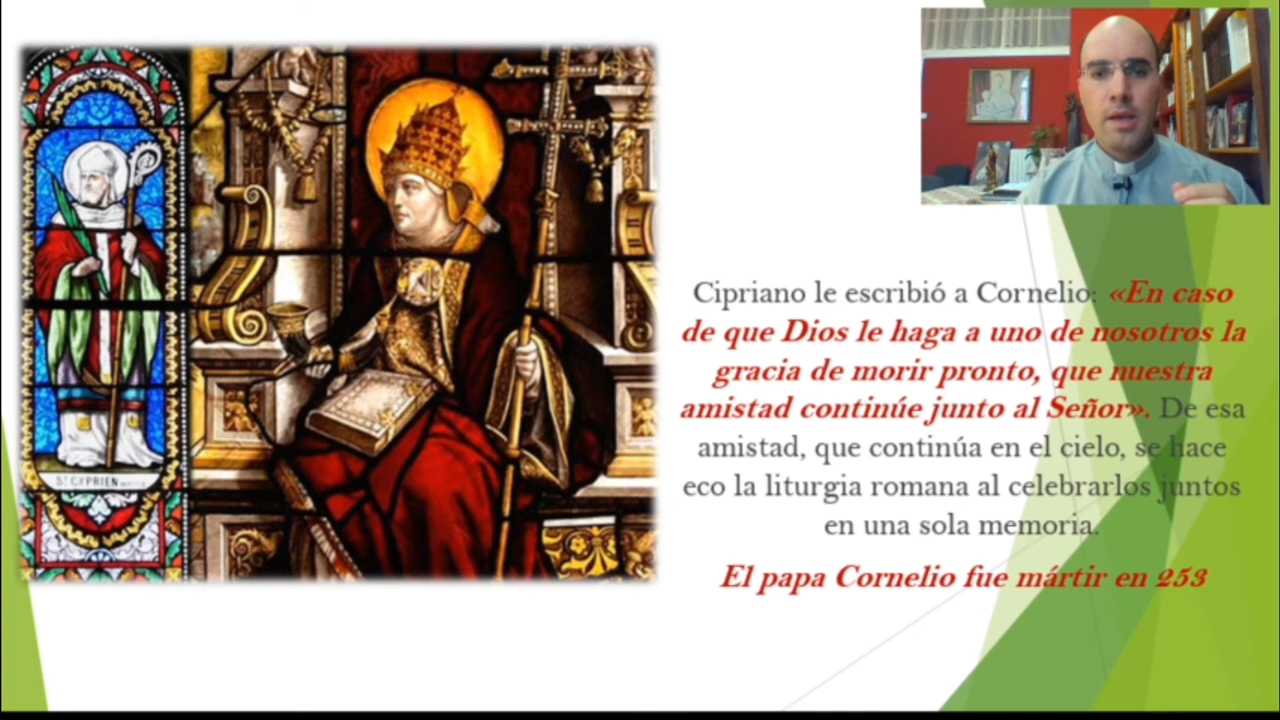 Cipriano le escribió a Cornelio: «En caso
de que Dios le haga a uno de nosotros la
gracia de morir pronto, que nuestra
amistad continúe junto al Señor». De esa
amistad, que continúa en el cielo, se hace
eco la liturgia romana al celebrarlos juntos
en una sola memoria.
El papa Cornelio fue mártir en 253
St CYPRIEN